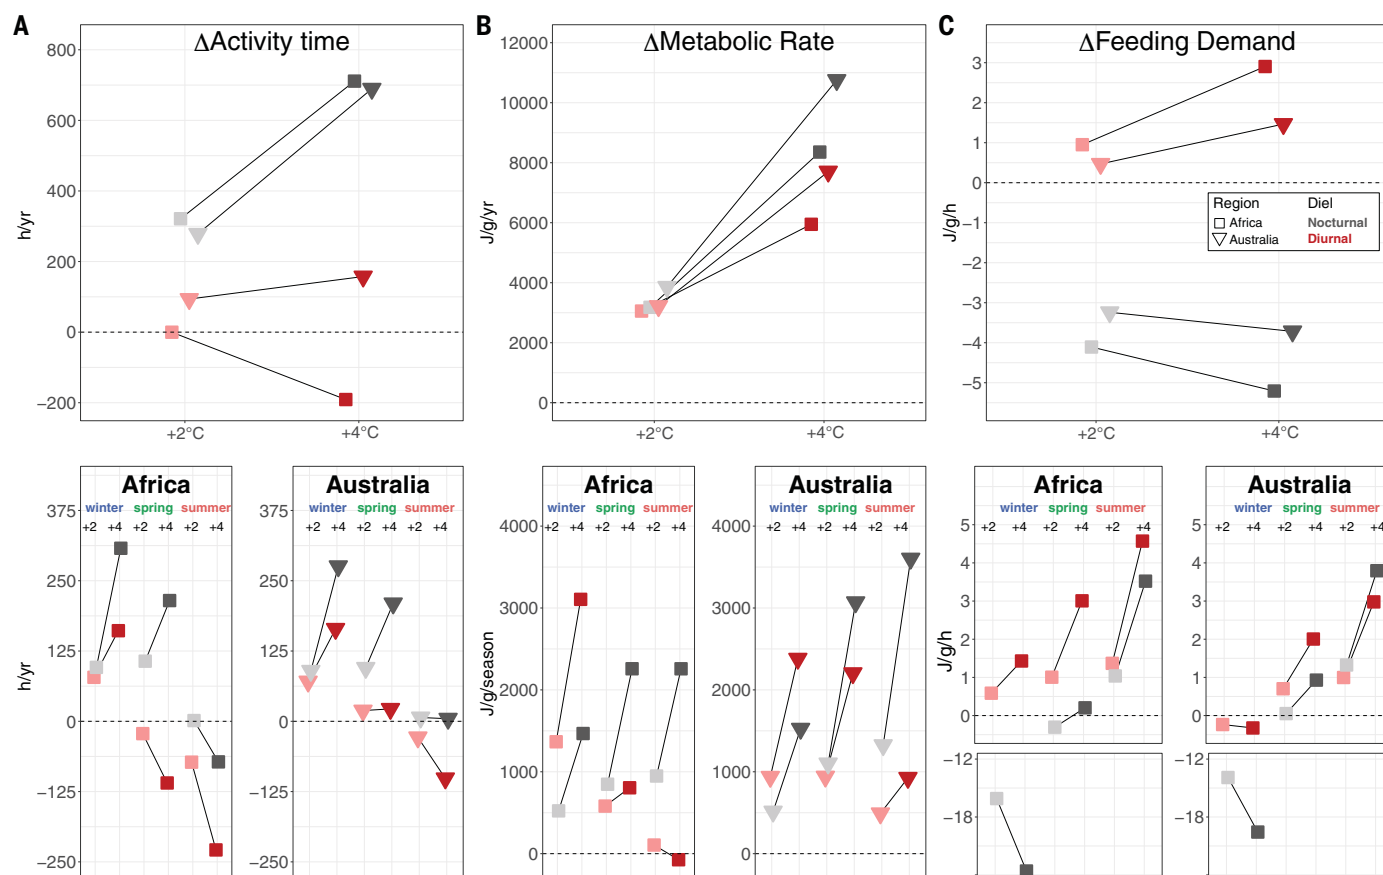 A
ΔActivity time
h/yr
800
600
400
200
0
−200
+2°C
+4°C
B
ΔMetabolic Rate
J/g/yr
12000
10000
8000
6000
4000
2000
0
+2°C
+4°C
C
ΔFeeding Demand
J/g/h
3
2
1
0
−1
−2
−3
−4
−5
+2°C
+4°C
Region Diel
Africa Nocturnal
Australia Diurnal
Africa
winter spring summer
+2 +4 +2 +4 +2 +4
h/yr
375
250
125
0
−125
−250
Australia
winter spring summer
+2 +4 +2 +4 +2 +4
375
250
125
0
−125
−250
Africa
winter spring summer
+2 +4 +2 +4 +2 +4
J/g/season
4000
3000
2000
1000
0
Australia
winter spring summer
+2 +4 +2 +4 +2 +4
4000
3000
2000
1000
0
Africa
winter spring summer
+2 +4 +2 +4 +2 +4
J/g/h
5
4
3
2
1
0
−12
−18
Australia
winter spring summer
+2 +4 +2 +4 +2 +4
5
4
3
2
1
0
−12
−18